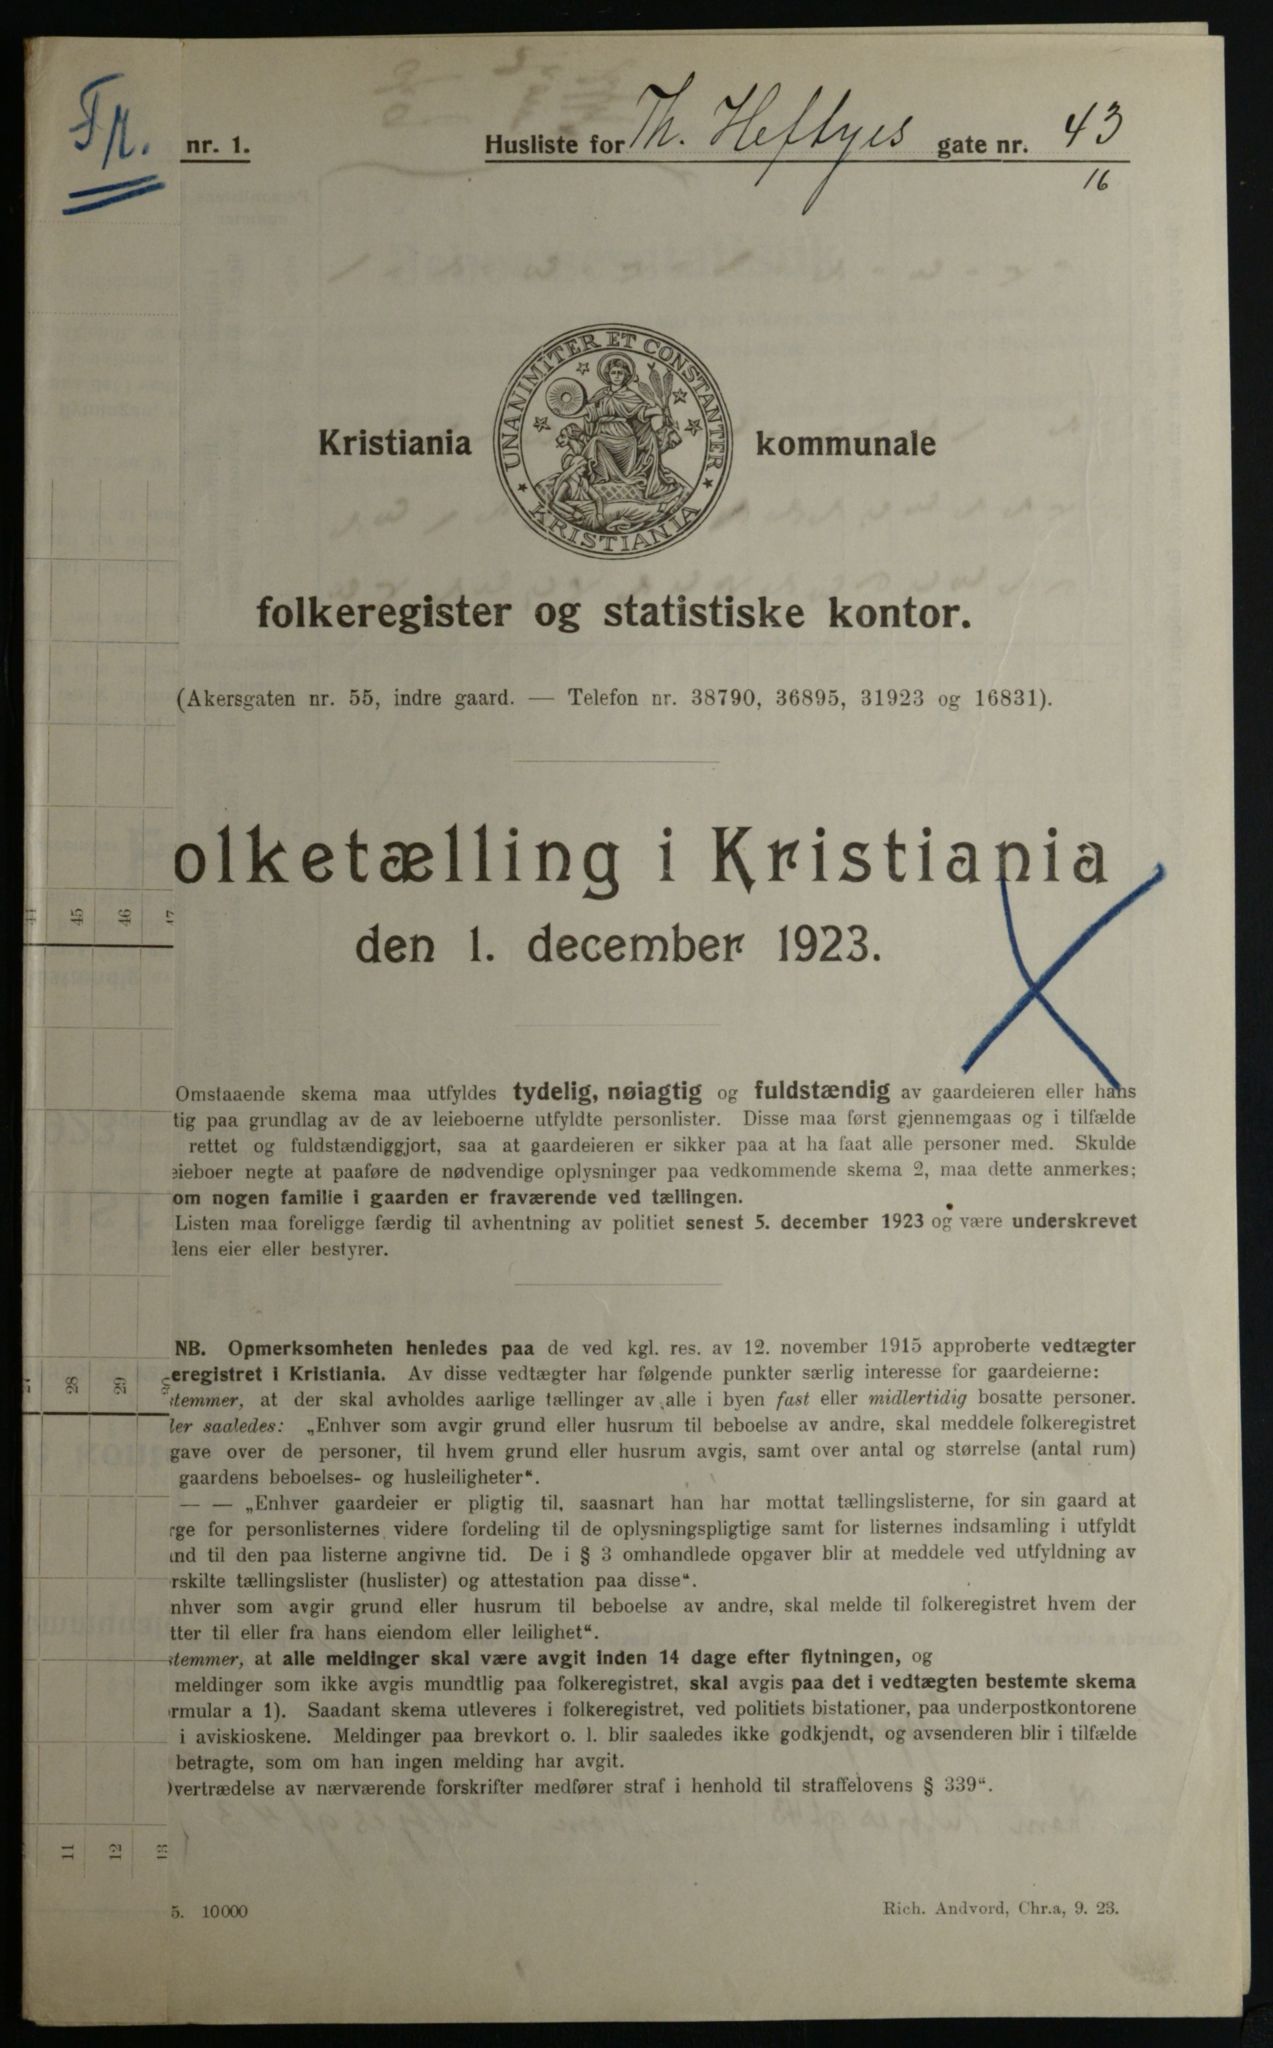 Fr.
nr. 1.
Husliste for Th. Heftyes gate nr. 43
16
UNANIMITER ET CONSTANTER
KRISTIANIA
Kristiania kommunale
folkeregister og statistiske kontor.
(Akersgaten nr. 55, indre gaard. — Telefon nr. 38790, 36895, 31923 og 16831).
olketælling i Kristiania
den 1. december 1923.
44 45 46 47
Omstaaende skema maa utfyldes tydelig, nøiagtig og fuldstændig av gaardeieren eller hans
tig paa grundlag av de av leieboerne utfyldte personlister. Disse maa først gjennemgaas og i tilfælde
rettet og fuldstændiggjort, saa at gaardeieren er sikker paa at ha faat alle personer med. Skulde
eieboer negte at paaføre de nødvendige oplysninger paa vedkommende skema 2, maa dette anmerkes;
om nogen familie i gaarden er fraværende ved tællingen.
Listen maa foreligge færdig til avhentning av politiet senest 5. december 1923 og være underskrevet
dens eier eller bestyrer.
NB. Opmerksomheten henledes paa de ved kgl. res. av 12. november 1915 approberte vedtægter
eregistret i Kristiania. Av disse vedtægter har følgende punkter særlig interesse for gaardeierne:
stemmer, at der skal avholdes aarlige tællinger av alle i byen fast eller midlertidig bosatte personer.
ler saaledes: „Enhver som avgir grund eller husrum til beboelse av andre, skal meddele folkeregistret
gave over de personer, til hvem grund eller husrum avgis, samt over antal og størrelse (antal rum)
gaardens beboelses- og husleiligheter“.
— — „Enhver gaardeier er pligtig til, saasnart han har mottat tællingslisterne, for sin gaard at
rge for personlisternes videre fordeling til de oplysningspligtige samt for listernes indsamling i utfyldt
and til den paa listerne angivne tid. De i § 3 omhandlede opgaver blir at meddele ved utfyldning av
rskilte tællingslister (huslister) og attestation paa disse“.
nhver som avgir grund eller husrum til beboelse av andre, skal melde til folkeregistret hvem der
tter til eller fra hans eiendom eller leilighet“.
stemmer, at alle meldinger skal være avgit inden 14 dage efter flytningen, og
meldinger som ikke avgis mundtlig paa folkeregistret, skal avgis paa det i vedtægten bestemte skema
rmular a 1). Saadant skema utleveres i folkeregistret, ved politiets bistationer, paa underpostkontorene
i aviskioskene. Meldinger paa brevkort o. l. blir saaledes ikke godkjendt, og avsenderen blir i tilfælde
betragte, som om han ingen melding har avgit.
Overtrædelse av nærværende forskrifter medfører straf i henhold til straffelovens § 339“.
28 29
11 12 13
5. 10000
Rich. Andvord, Chr.a, 9. 23.